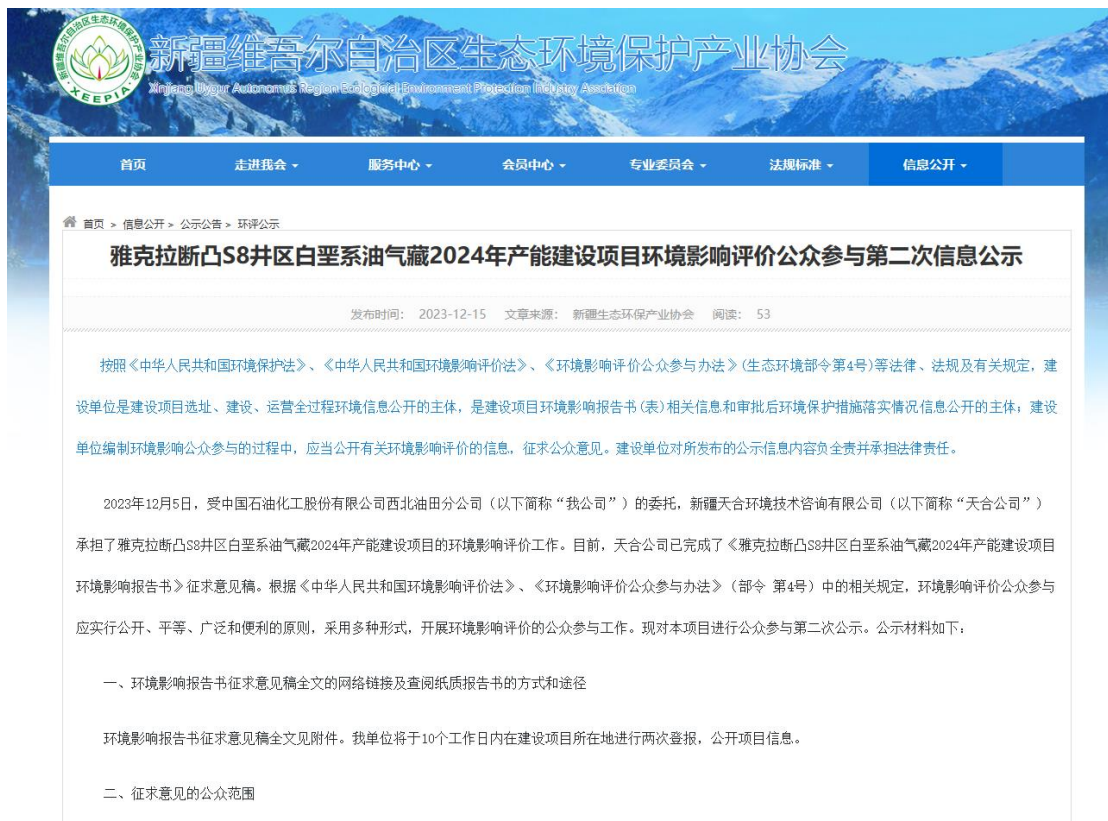 新疆维吾尔自治区生态环境保护产业协会
XEEPIA
新疆维吾尔自治区生态环境保护产业协会
Xinjiang Uygur Autonomus Region Ecological Environment Protection Industry Association
首页 走进我会 服务中心 会员中心 专业委员会 法规标准 信息公开
首页 > 信息公开 > 公示公告 > 环评公示
雅克拉断凸S8井区白垩系油气藏2024年产能建设项目环境影响评价公众参与第二次信息公示
发布时间： 2023-12-15 文章来源： 新疆生态环保产业协会 阅读： 53
按照《中华人民共和国环境保护法》、《中华人民共和国环境影响评价法》、《环境影响评价公众参与办法》(生态环境部令第4号)等法律、法规及有关规定，建
设单位是建设项目选址、建设、运营全过程环境信息公开的主体，是建设项目环境影响报告书(表)相关信息和审批后环境保护措施落实情况信息公开的主体；建设
单位编制环境影响公众参与的过程中，应当公开有关环境影响评价的信息，征求公众意见。建设单位对所发布的公示信息内容负全责并承担法律责任。
2023年12月5日，受中国石油化工股份有限公司西北油田分公司（以下简称“我公司”）的委托，新疆天合环境技术咨询有限公司（以下简称“天合公司”）
承担了雅克拉断凸S8井区白垩系油气藏2024年产能建设项目的环境影响评价工作。目前，天合公司已完成了《雅克拉断凸S8井区白垩系油气藏2024年产能建设项目
环境影响报告书》征求意见稿。根据《中华人民共和国环境影响评价法》、《环境影响评价公众参与办法》（部令 第4号）中的相关规定，环境影响评价公众参与
应实行公开、平等、广泛和便利的原则，采用多种形式，开展环境影响评价的公众参与工作。现对本项目进行公众参与第二次公示。公示材料如下：
一、环境影响报告书征求意见稿全文的网络链接及查阅纸质报告书的方式和途径
环境影响报告书征求意见稿全文见附件。我单位将于10个工作日内在建设项目所在地进行两次登报，公开项目信息。
二、征求意见的公众范围